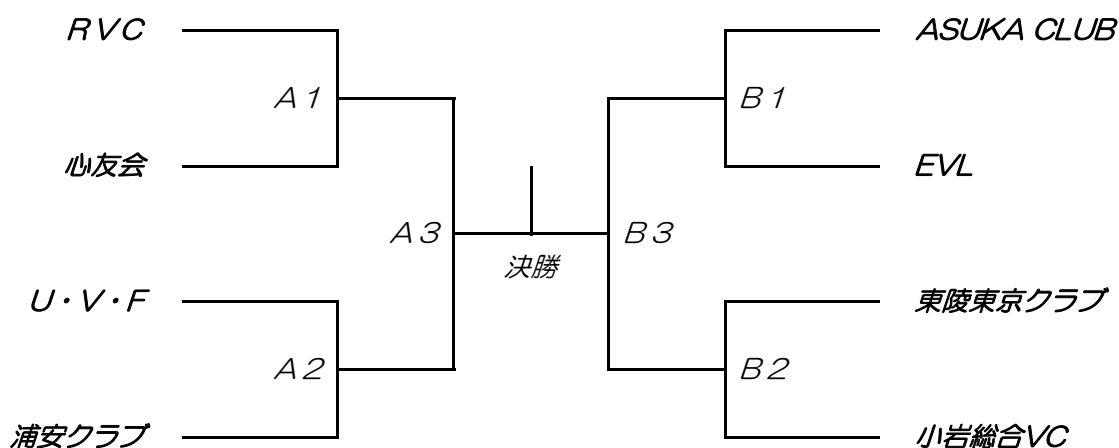 RVC
A1
心友会
A3
決勝
U・V・F
A2
浦安クラブ
ASUKA CLUB
B1
EVL
B3
東陵東京クラブ
B2
小岩総合VC